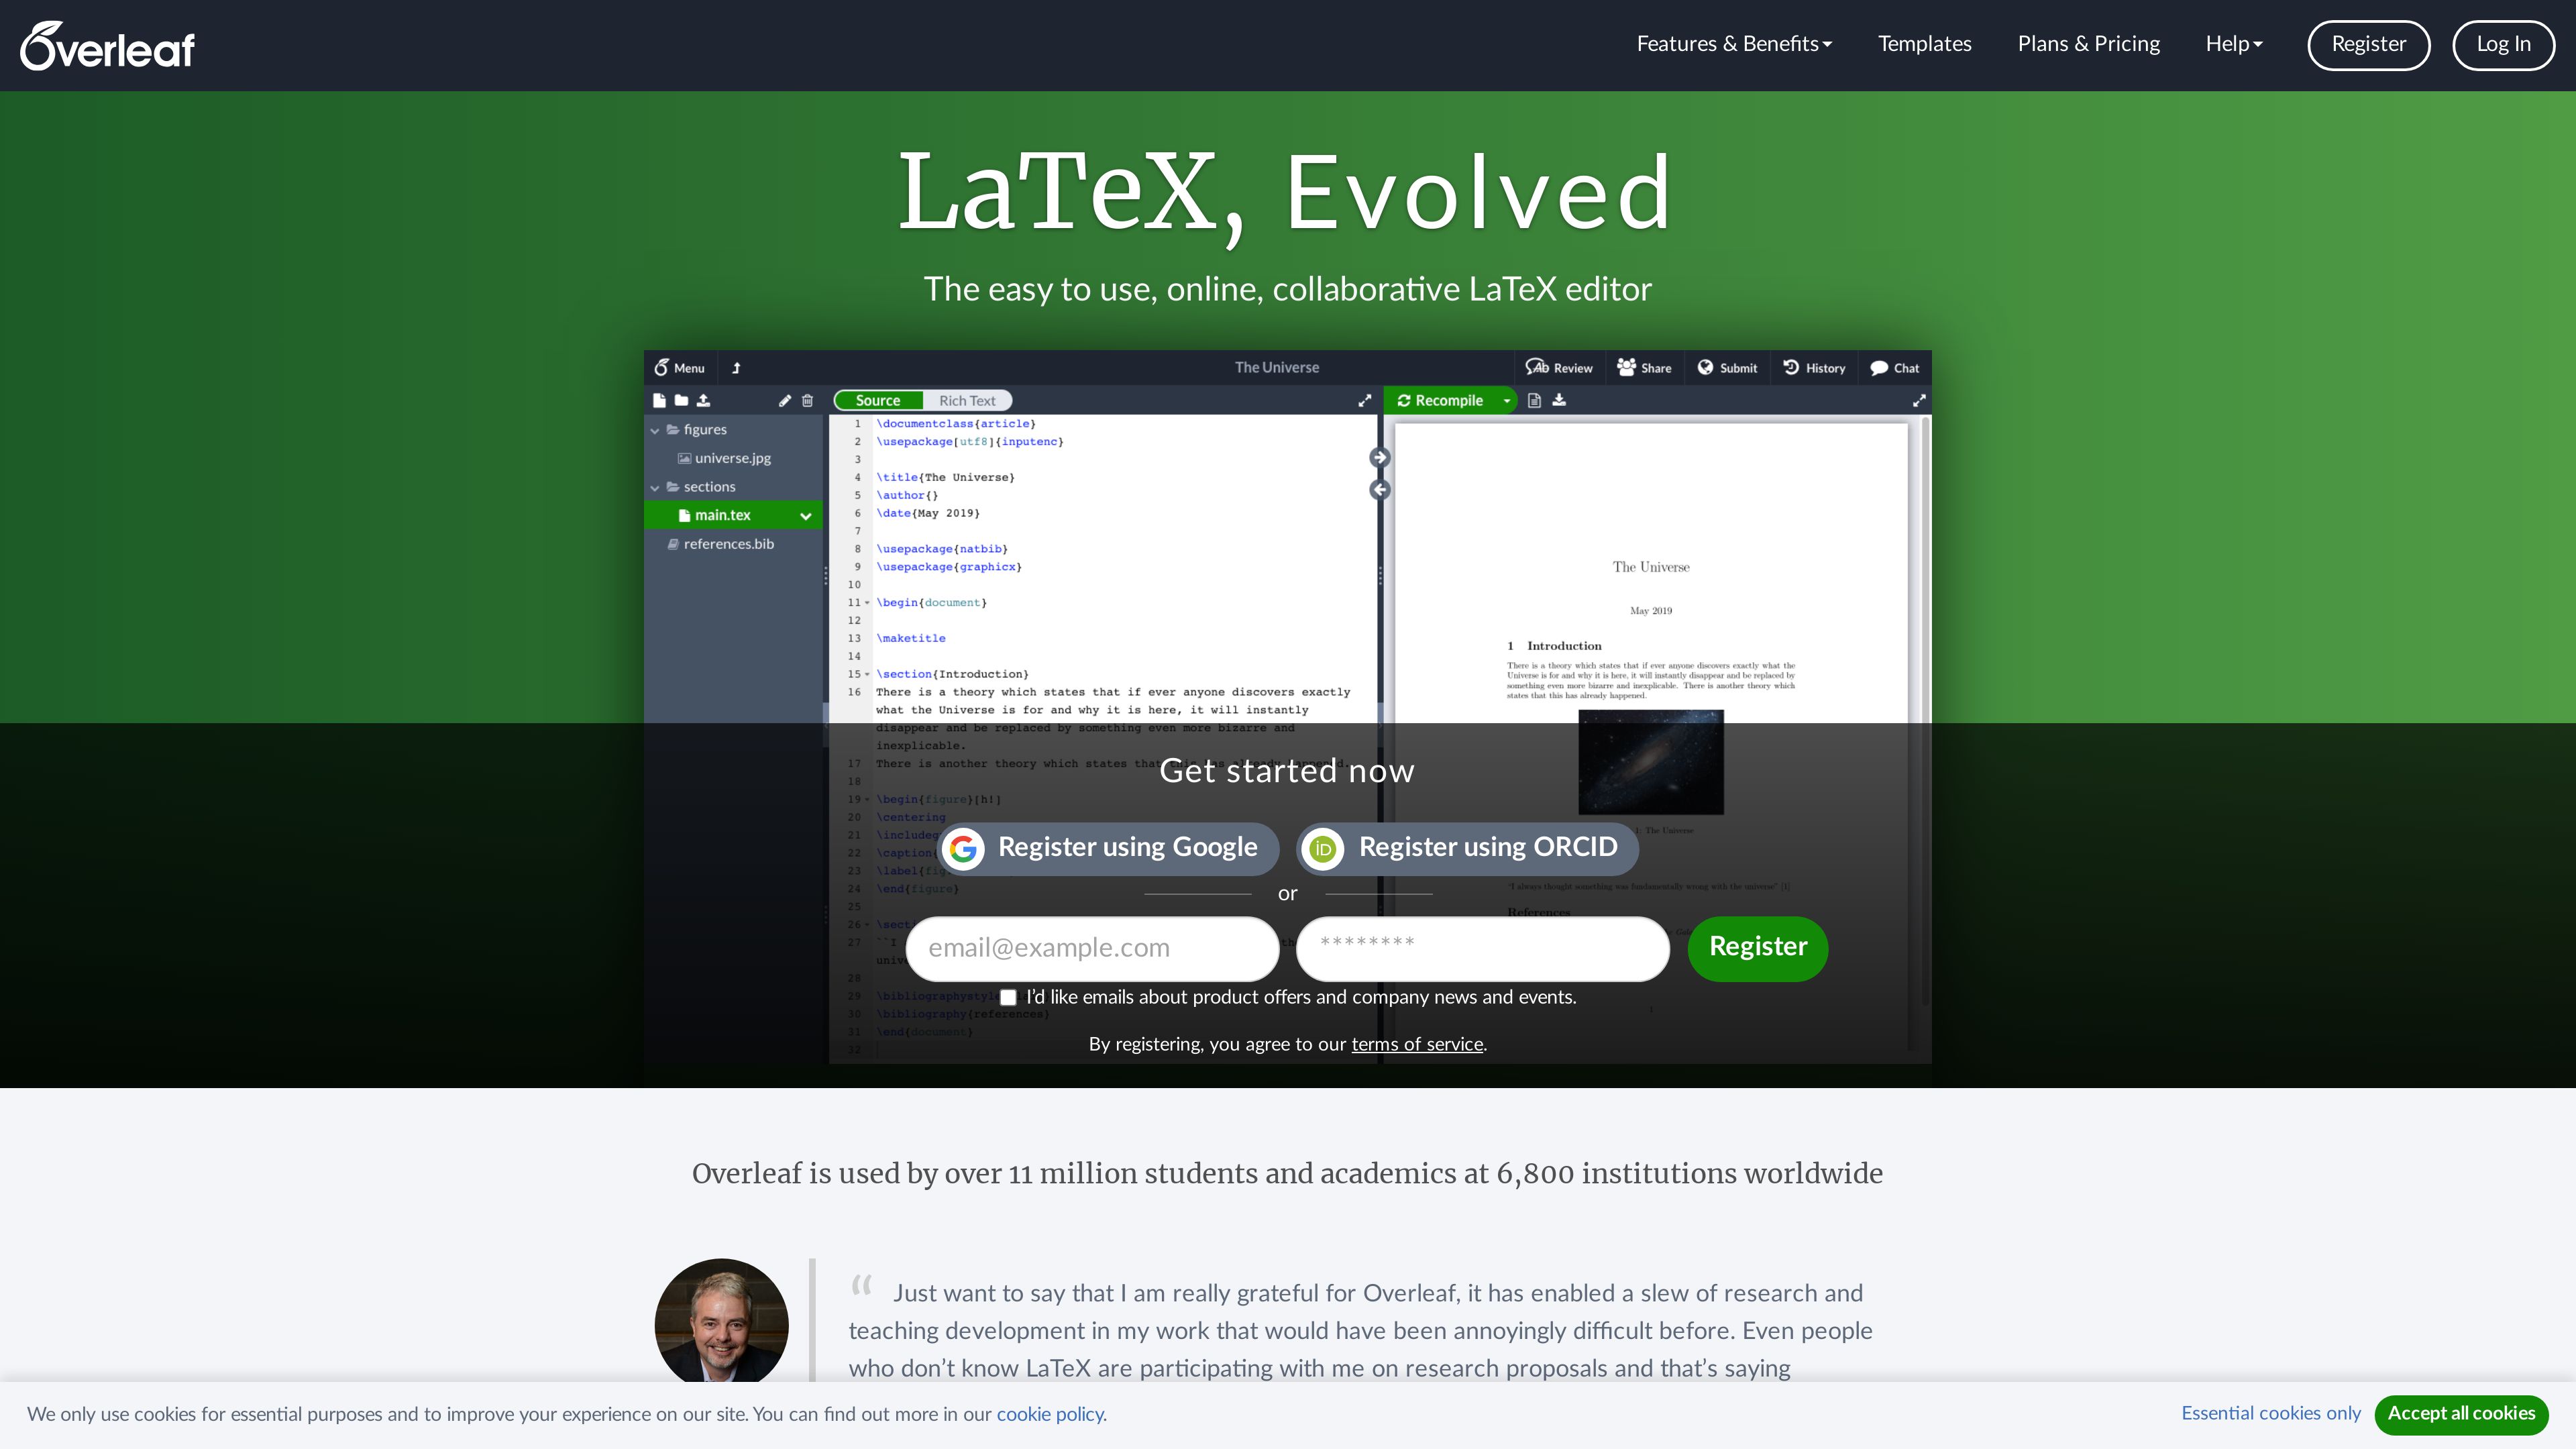 Overleaf
Features & Benefits
Templates
Plans & Pricing
Help
Register
Log In
LaTeX, Evolved
The easy to use, online, collaborative LaTeX editor
Menu
The Universe
Review
Share
Submit
History
Chat
Source
Rich Text
Recompile
figures
universe.jpg
sections
main.tex
references.bib
1 \documentclass{article}
2 \usepackage[utf8]{inputenc}
3
4 \title{The Universe}
5 \author{}
6 \date{May 2019}
7
8 \usepackage{natbib}
9 \usepackage{graphicx}
10
11 \begin{document}
12
13 \maketitle
14
15 \section{Introduction}
16 There is a theory which states that if ever anyone discovers exactly
what the Universe is for and why it is here, it will instantly
disappear and be replaced by something even more bizarre and
inexplicable.
17 There is another theory which states that
18
19 \begin{figure}[h!]
20 \centering
21
22 \caption{
23 \label{fig
24 \end{figure}
25
26
27
28
29 \bibliographystyle
30 \bibliography{references}
31 \end{document}
32
The Universe
May 2019
1 Introduction
There is a theory which states that if ever anyone discovers exactly what the
Universe is for and why it is here, it will instantly disappear and be replaced by
something even more bizarre and inexplicable. There is another theory which
states that this has already happened.
1: The Universe
"I always thought something was fundamentally wrong with the universe" [1]
References
Get started now
Register using Google
iD Register using ORCID
or
email@example.com
********
Register
I'd like emails about product offers and company news and events.
By registering, you agree to our terms of service.
Overleaf is used by over 11 million students and academics at 6,800 institutions worldwide
“ Just want to say that I am really grateful for Overleaf, it has enabled a slew of research and
teaching development in my work that would have been annoyingly difficult before. Even people
who don’t know LaTeX are participating with me on research proposals and that’s saying
We only use cookies for essential purposes and to improve your experience on our site. You can find out more in our cookie policy.
Essential cookies only
Accept all cookies